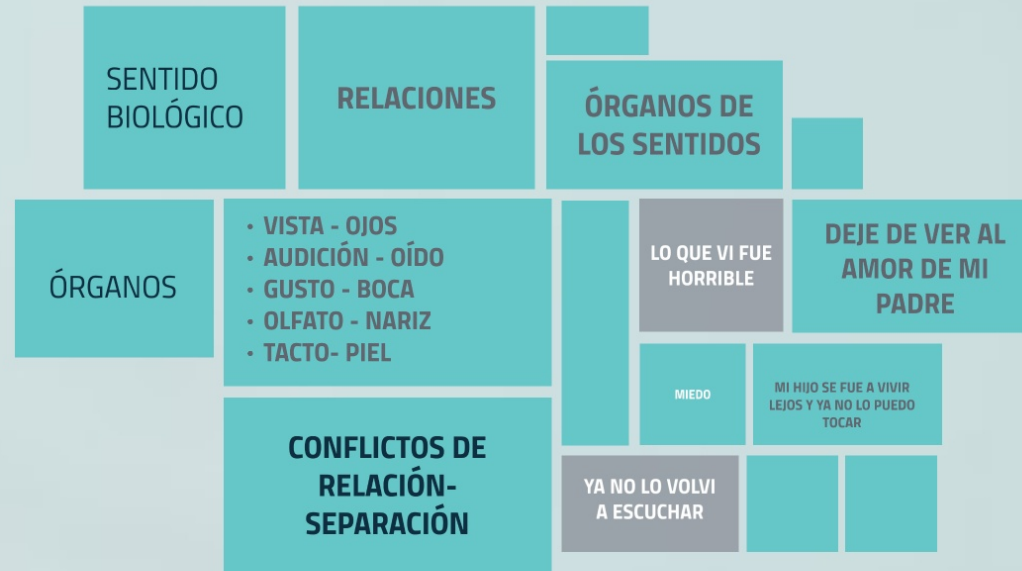 SENTIDO
BIOLÓGICO
RELACIONES
ÓRGANOS DE
LOS SENTIDOS
ÓRGANOS
• VISTA - OJOS
• AUDICIÓN - OÍDO
• GUSTO - BOCA
• OLFATO - NARIZ
• TACTO- PIEL
LO QUE VI FUE
HORRIBLE
DEJE DE VER AL
AMOR DE MI
PADRE
MIEDO
MI HIJO SE FUE A VIVIR
LEJOS Y YA NO LO PUEDO
TOCAR
CONFLICTOS DE
RELACIÓN-
SEPARACIÓN
YA NO LO VOLVI
A ESCUCHAR